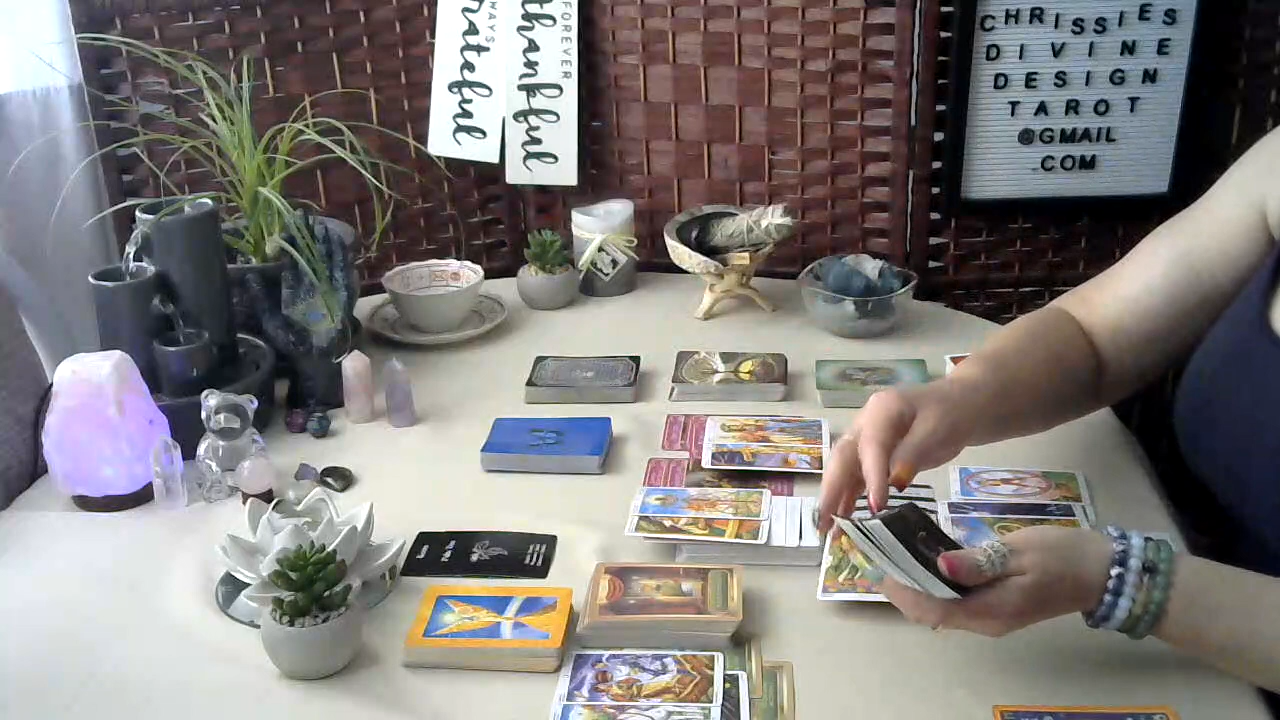 ALWAYS
grateful
FOREVER
thankful
CHRISSIES
DIVINE
DESIGN
TAROT
@GMAIL
.COM